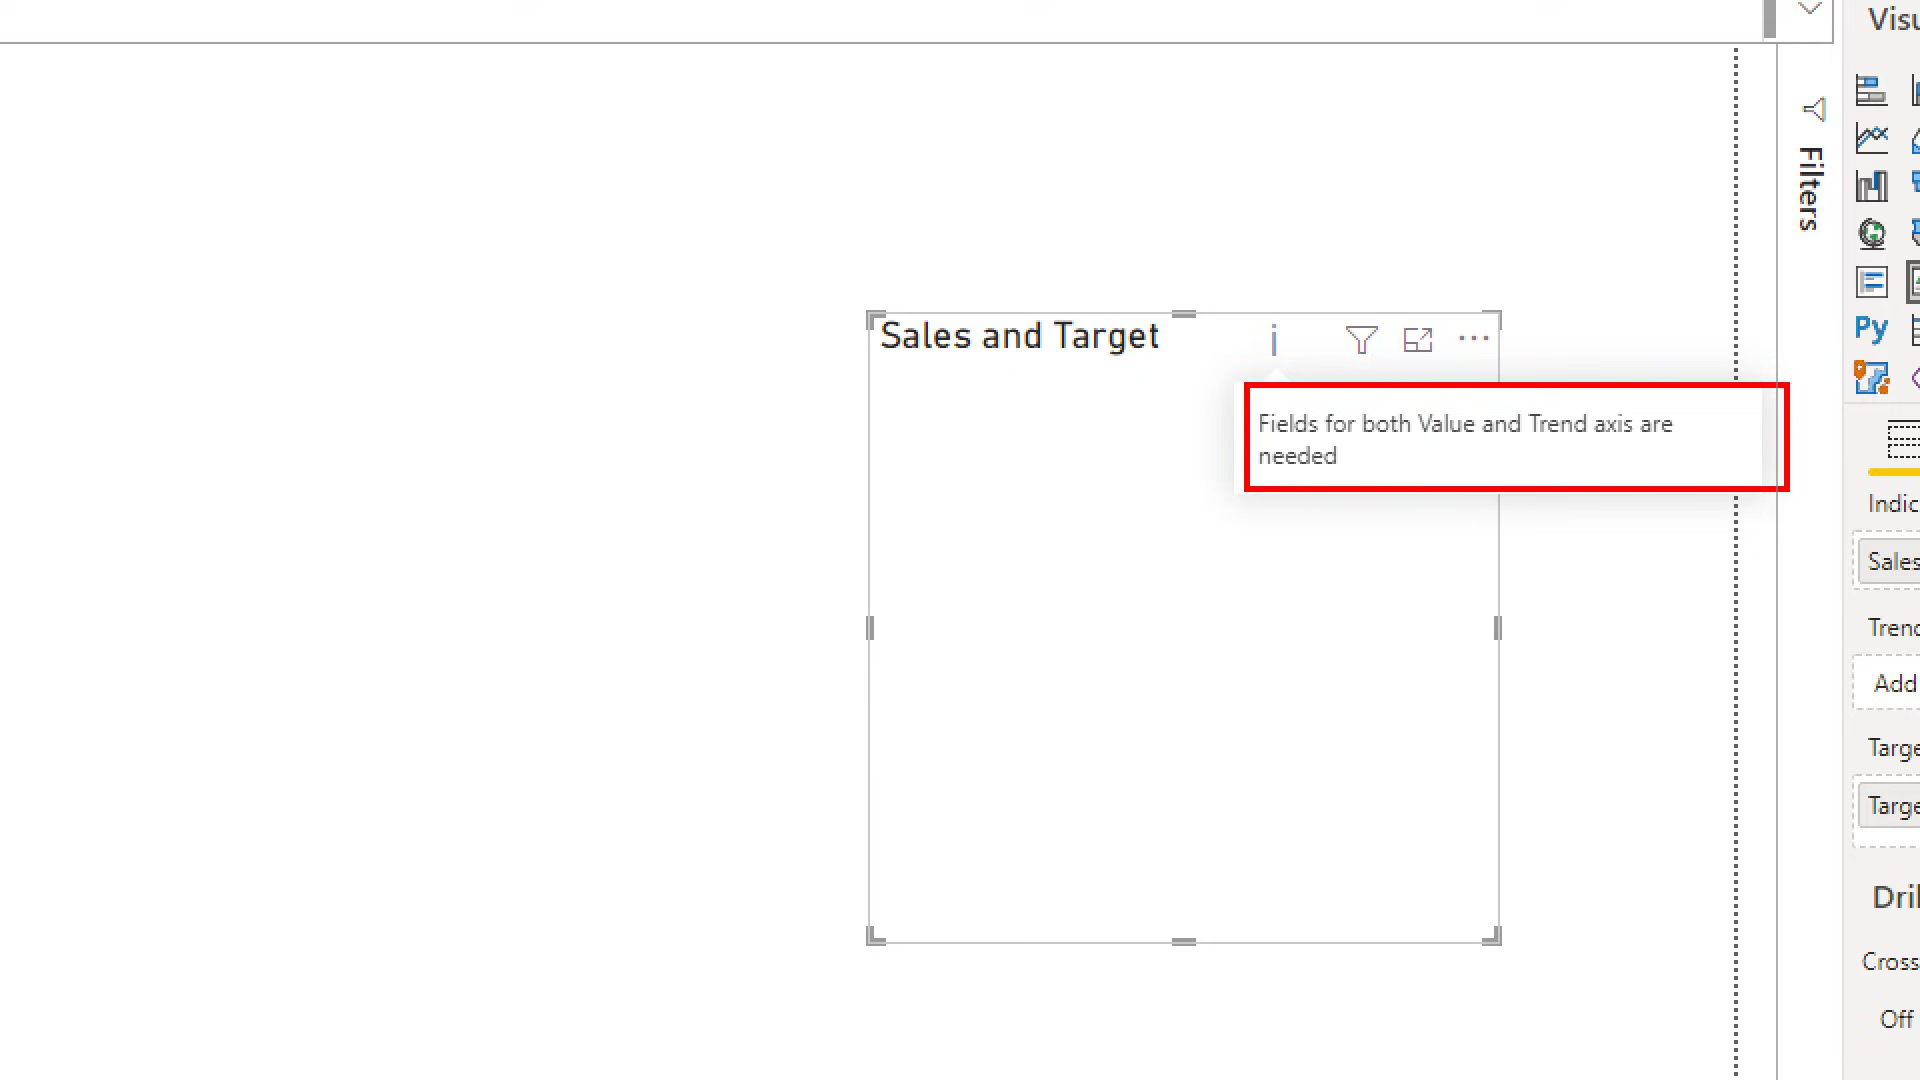 Visu
Filters
Sales and Target
i
Fields for both Value and Trend axis are
needed
Py
Indic
Sales
Trend
Add
Targe
Targe
Dril
Cross
Off